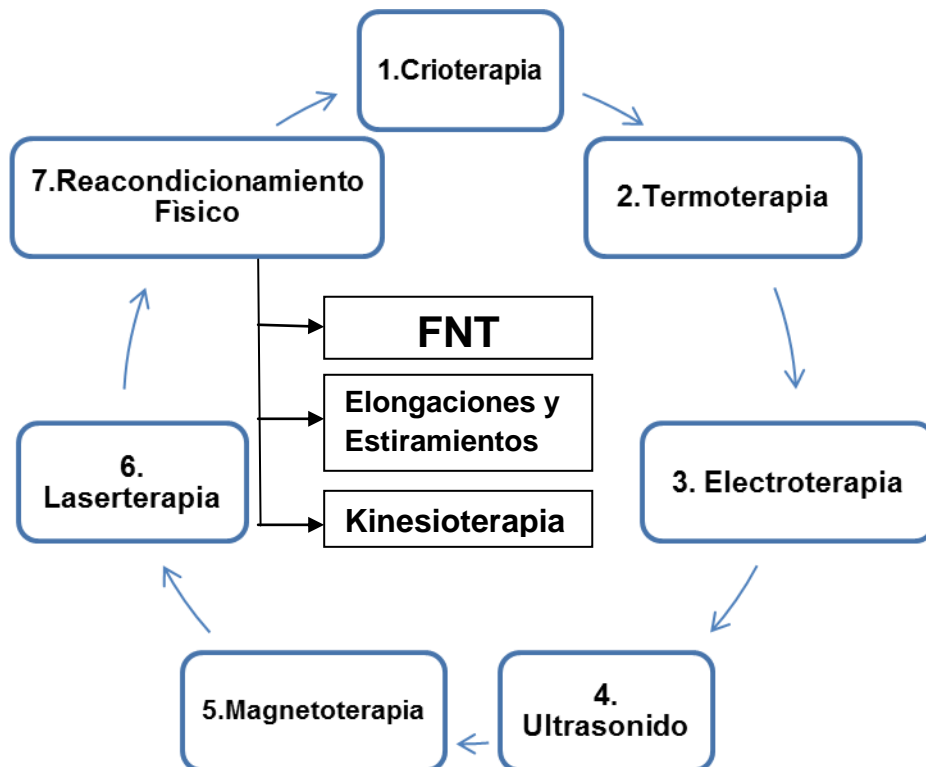 1.Crioterapia
2.Termoterapia
3. Electroterapia
4.
Ultrasonido
5.Magnetoterapia
6.
Laserterapia
7.Reacondicionamiento
Fìsico
FNT
Elongaciones y
Estiramientos
Kinesioterapia